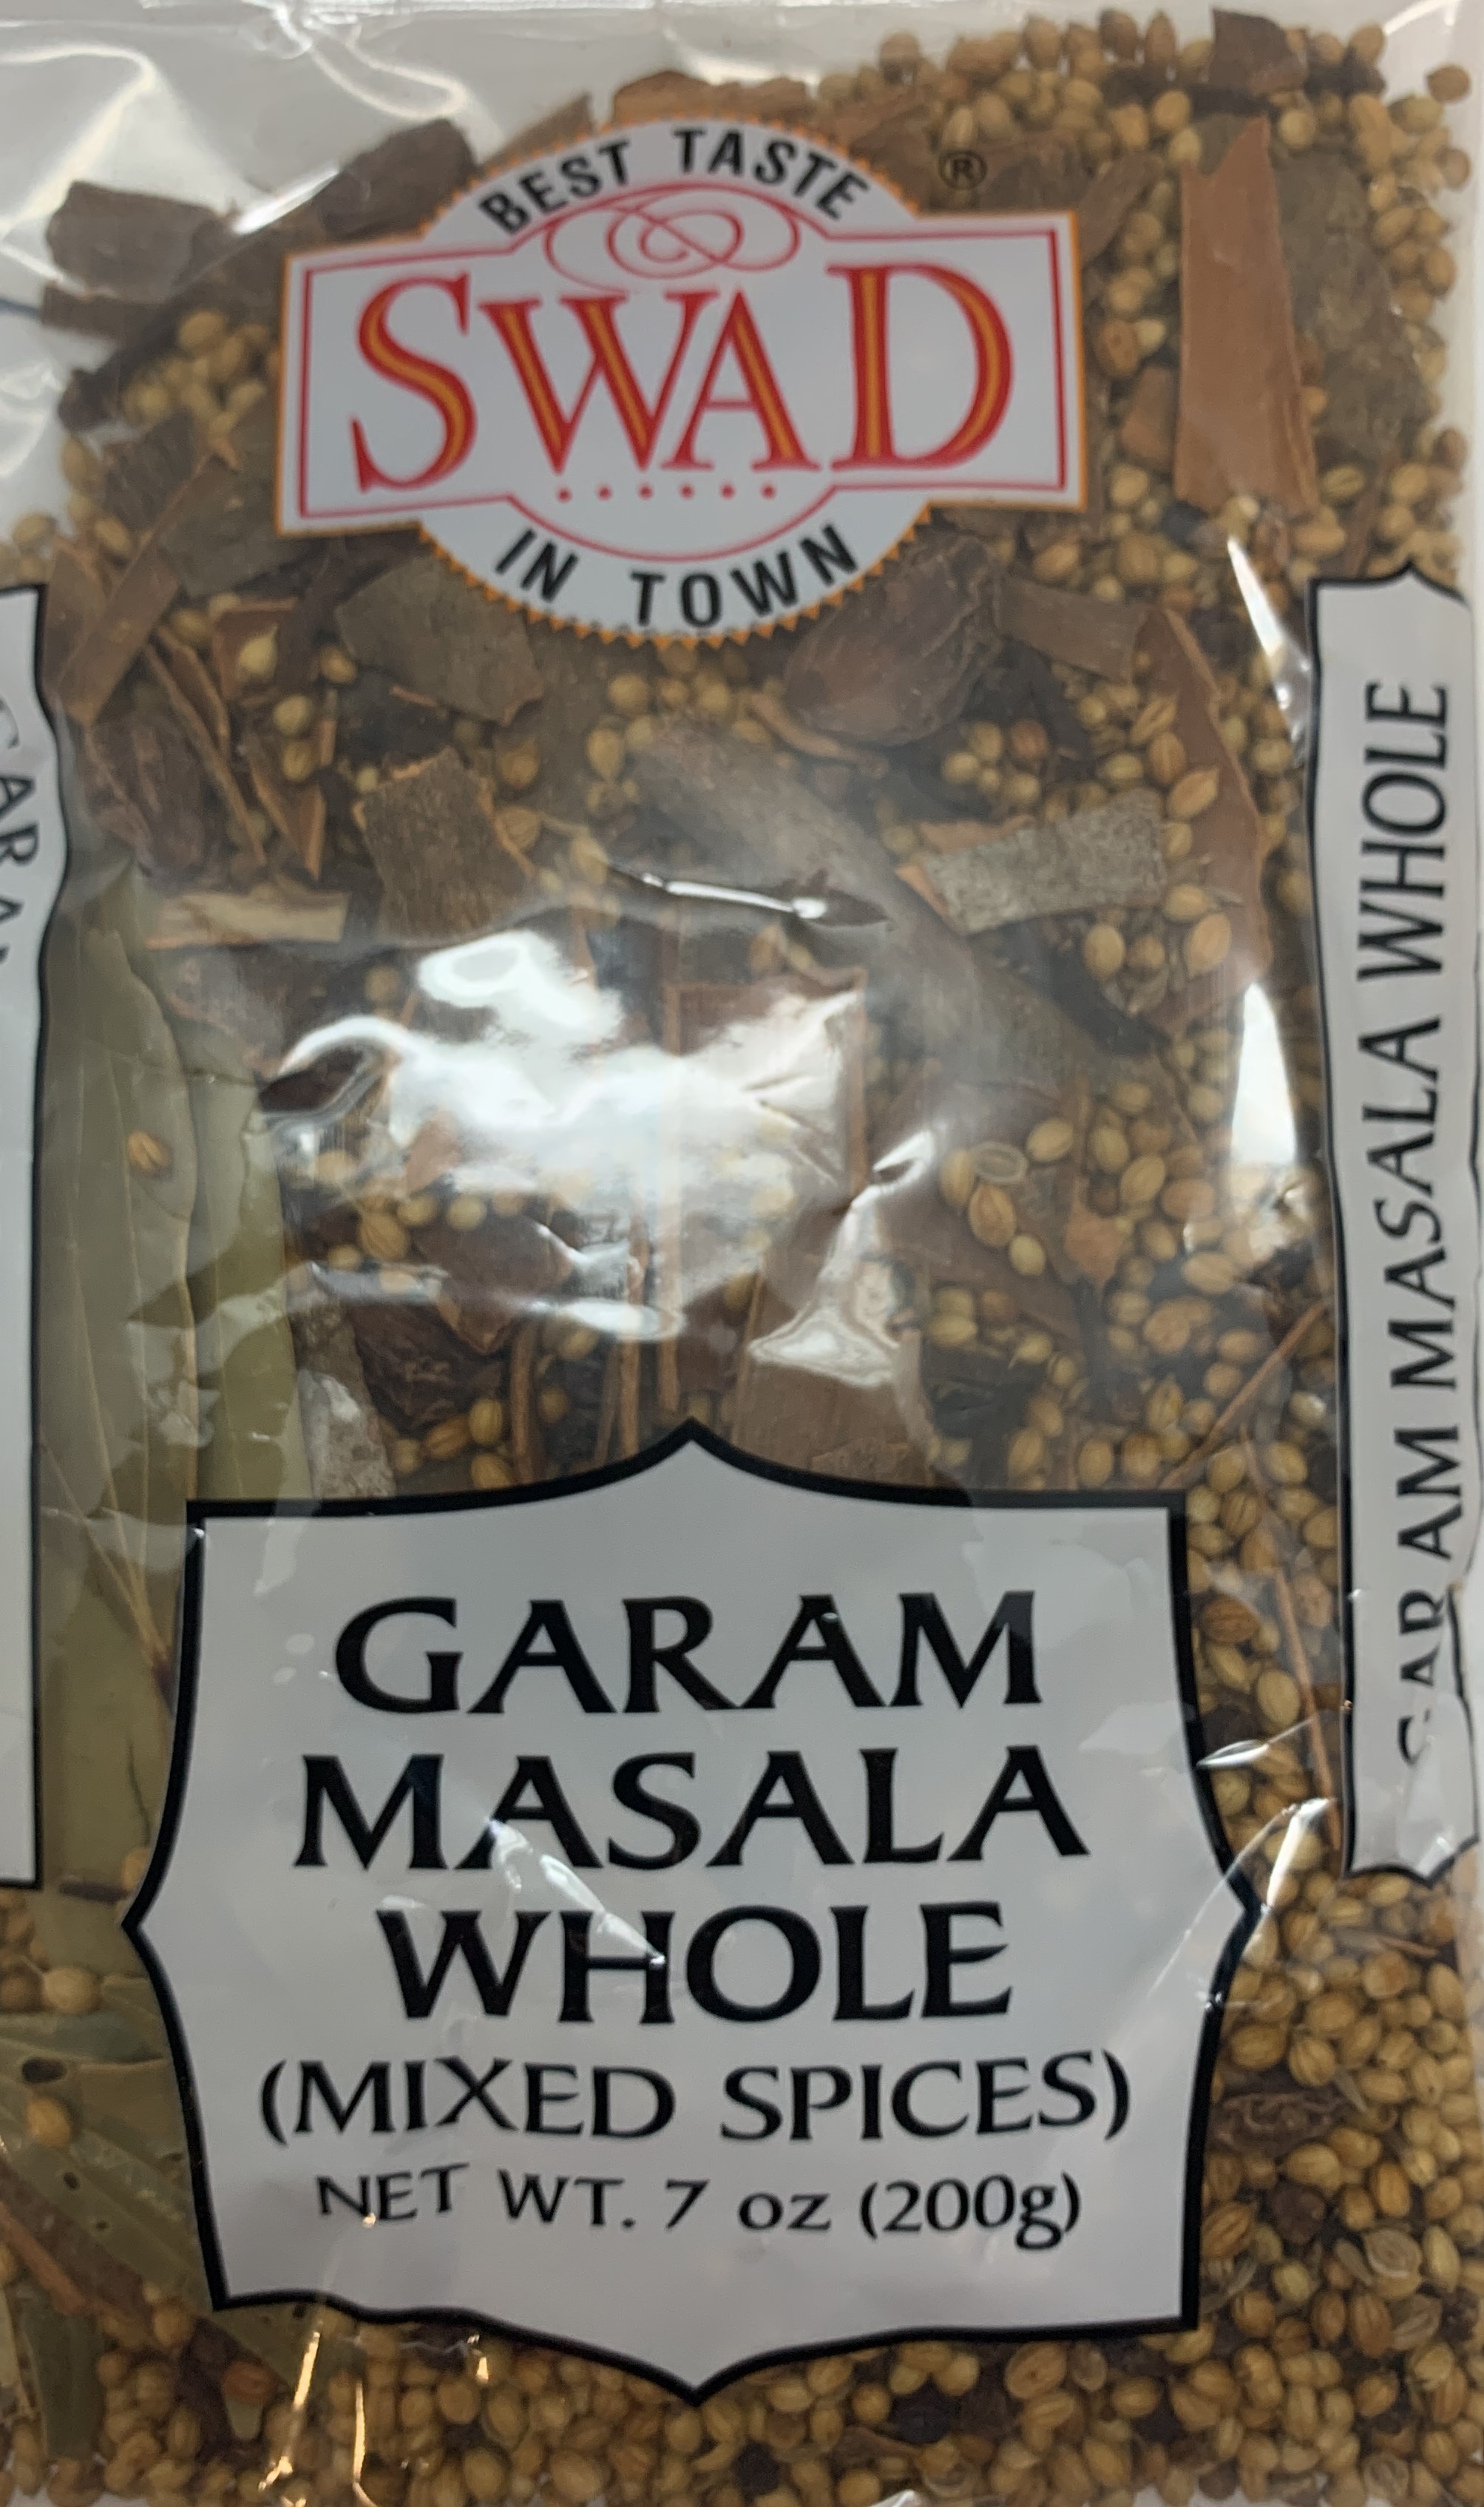 BEST TASTE
®
SWAD
IN TOWN
GARAM
MASALA
WHOLE
(MIXED SPICES)
NET WT. 7 oz (200g)
GARAM MASALA WHOLE